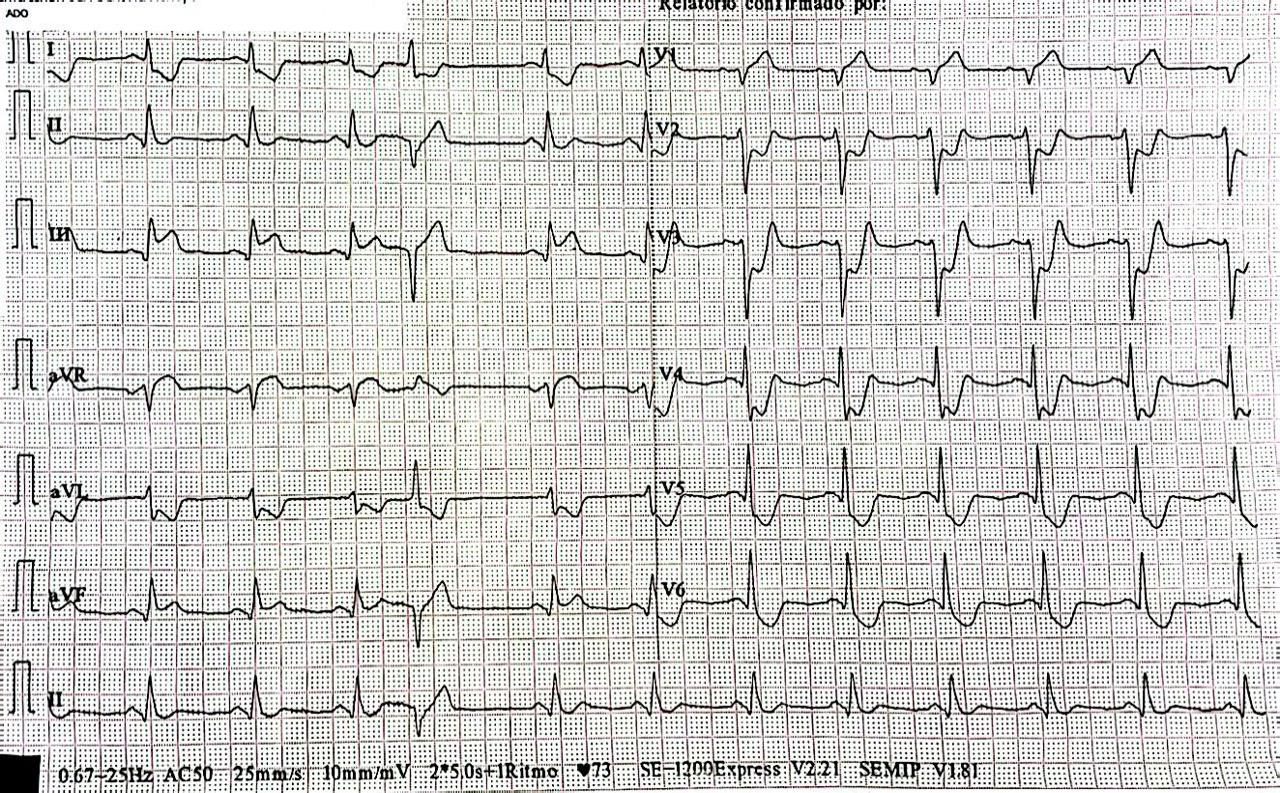 ADO
Relatório confirmado por:
I
V1
II
V2
III
V3
aVR
V4
aVL
V5
aVF
V6
II
0.67-25Hz AC50 25mm/s 10mm/mV 2*5.0s+1Ritmo ♥73 SE-1200Express V2.21 SEMIP V1.81